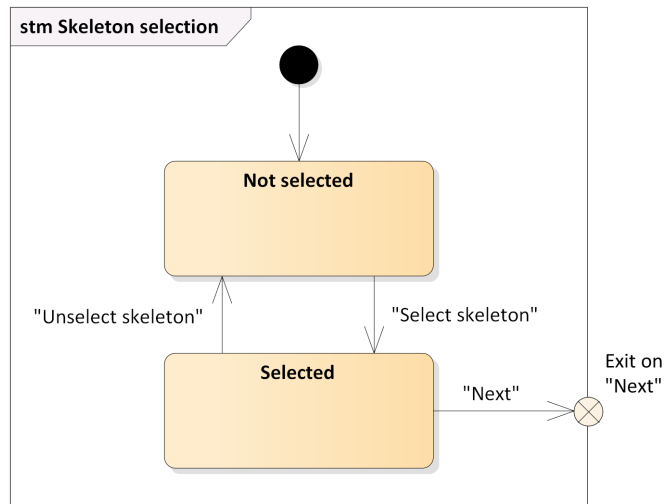 stm Skeleton selection
Not selected
"Unselect skeleton"
"Select skeleton"
Selected
"Next"
Exit on
"Next"